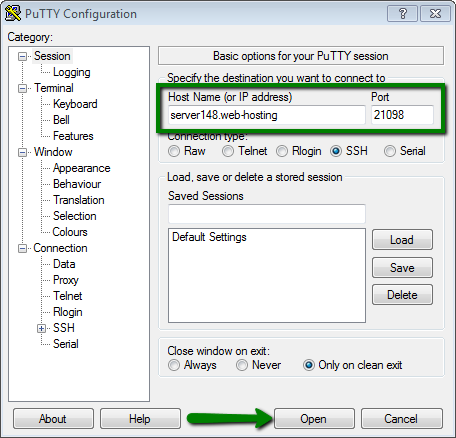 PuTTY Configuration
Category:
Session
Logging
Terminal
Keyboard
Bell
Features
Window
Appearance
Behaviour
Translation
Selection
Colours
Connection
Data
Proxy
Telnet
Rlogin
SSH
Serial
Basic options for your PuTTY session
Specify the destination you want to connect to
Host Name (or IP address) Port
server148.web-hosting 21098
Connection type:
Raw Telnet Rlogin SSH Serial
Load, save or delete a stored session
Saved Sessions
Default Settings
Load
Save
Delete
Close window on exit:
Always Never Only on clean exit
About Help Open Cancel